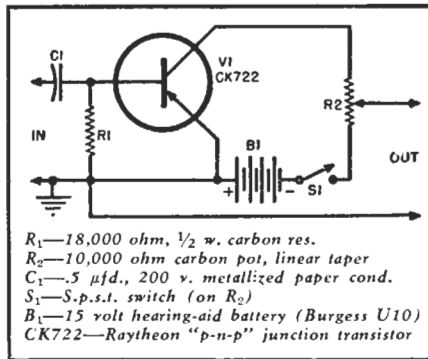 C1
V1
CK722
R2
IN
R1
B1
OUT
+
-
S1
R₁—18,000 ohm, ½ w. carbon res.
R₂—10,000 ohm carbon pot, linear taper
C₁—.5 μfd., 200 v. metallized paper cond.
S₁—S.p.s.t. switch (on R₂)
B₁—15 volt hearing-aid battery (Burgess U10)
CK722—Raytheon "p-n-p" junction transistor